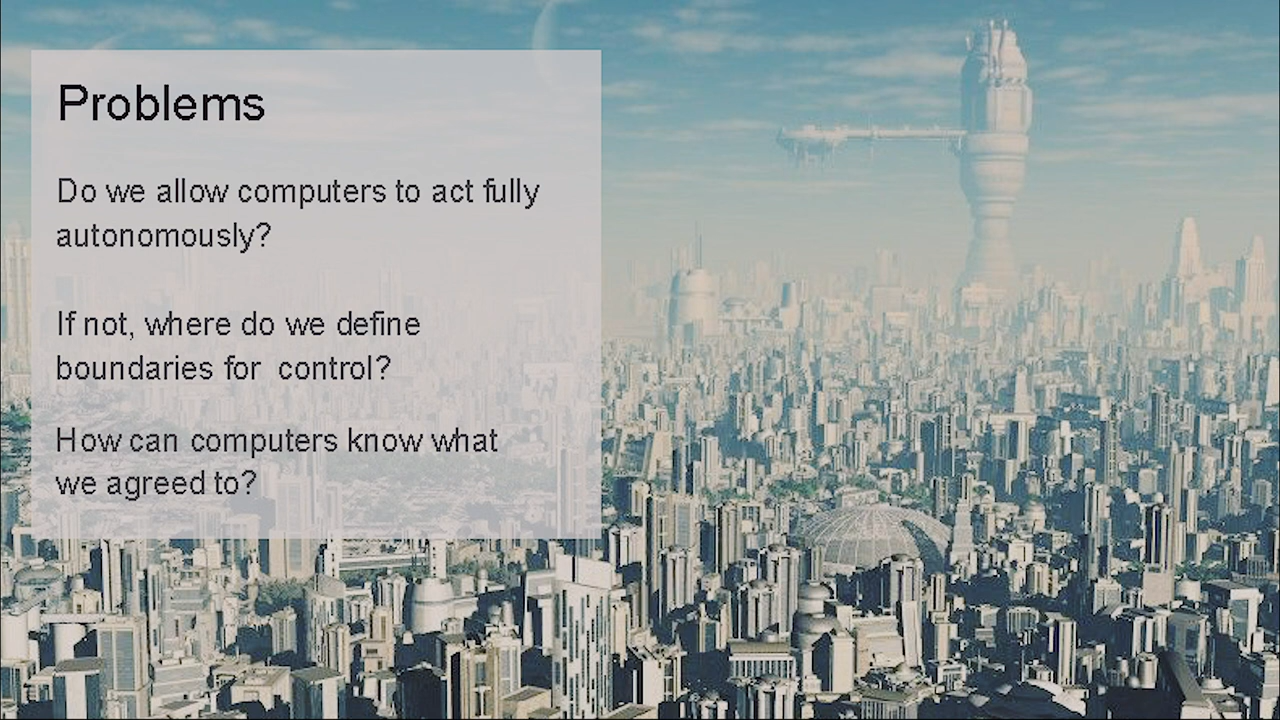 Problems
Do we allow computers to act fully
autonomously?
If not, where do we define
boundaries for  control?
How can computers know what
we agreed to?